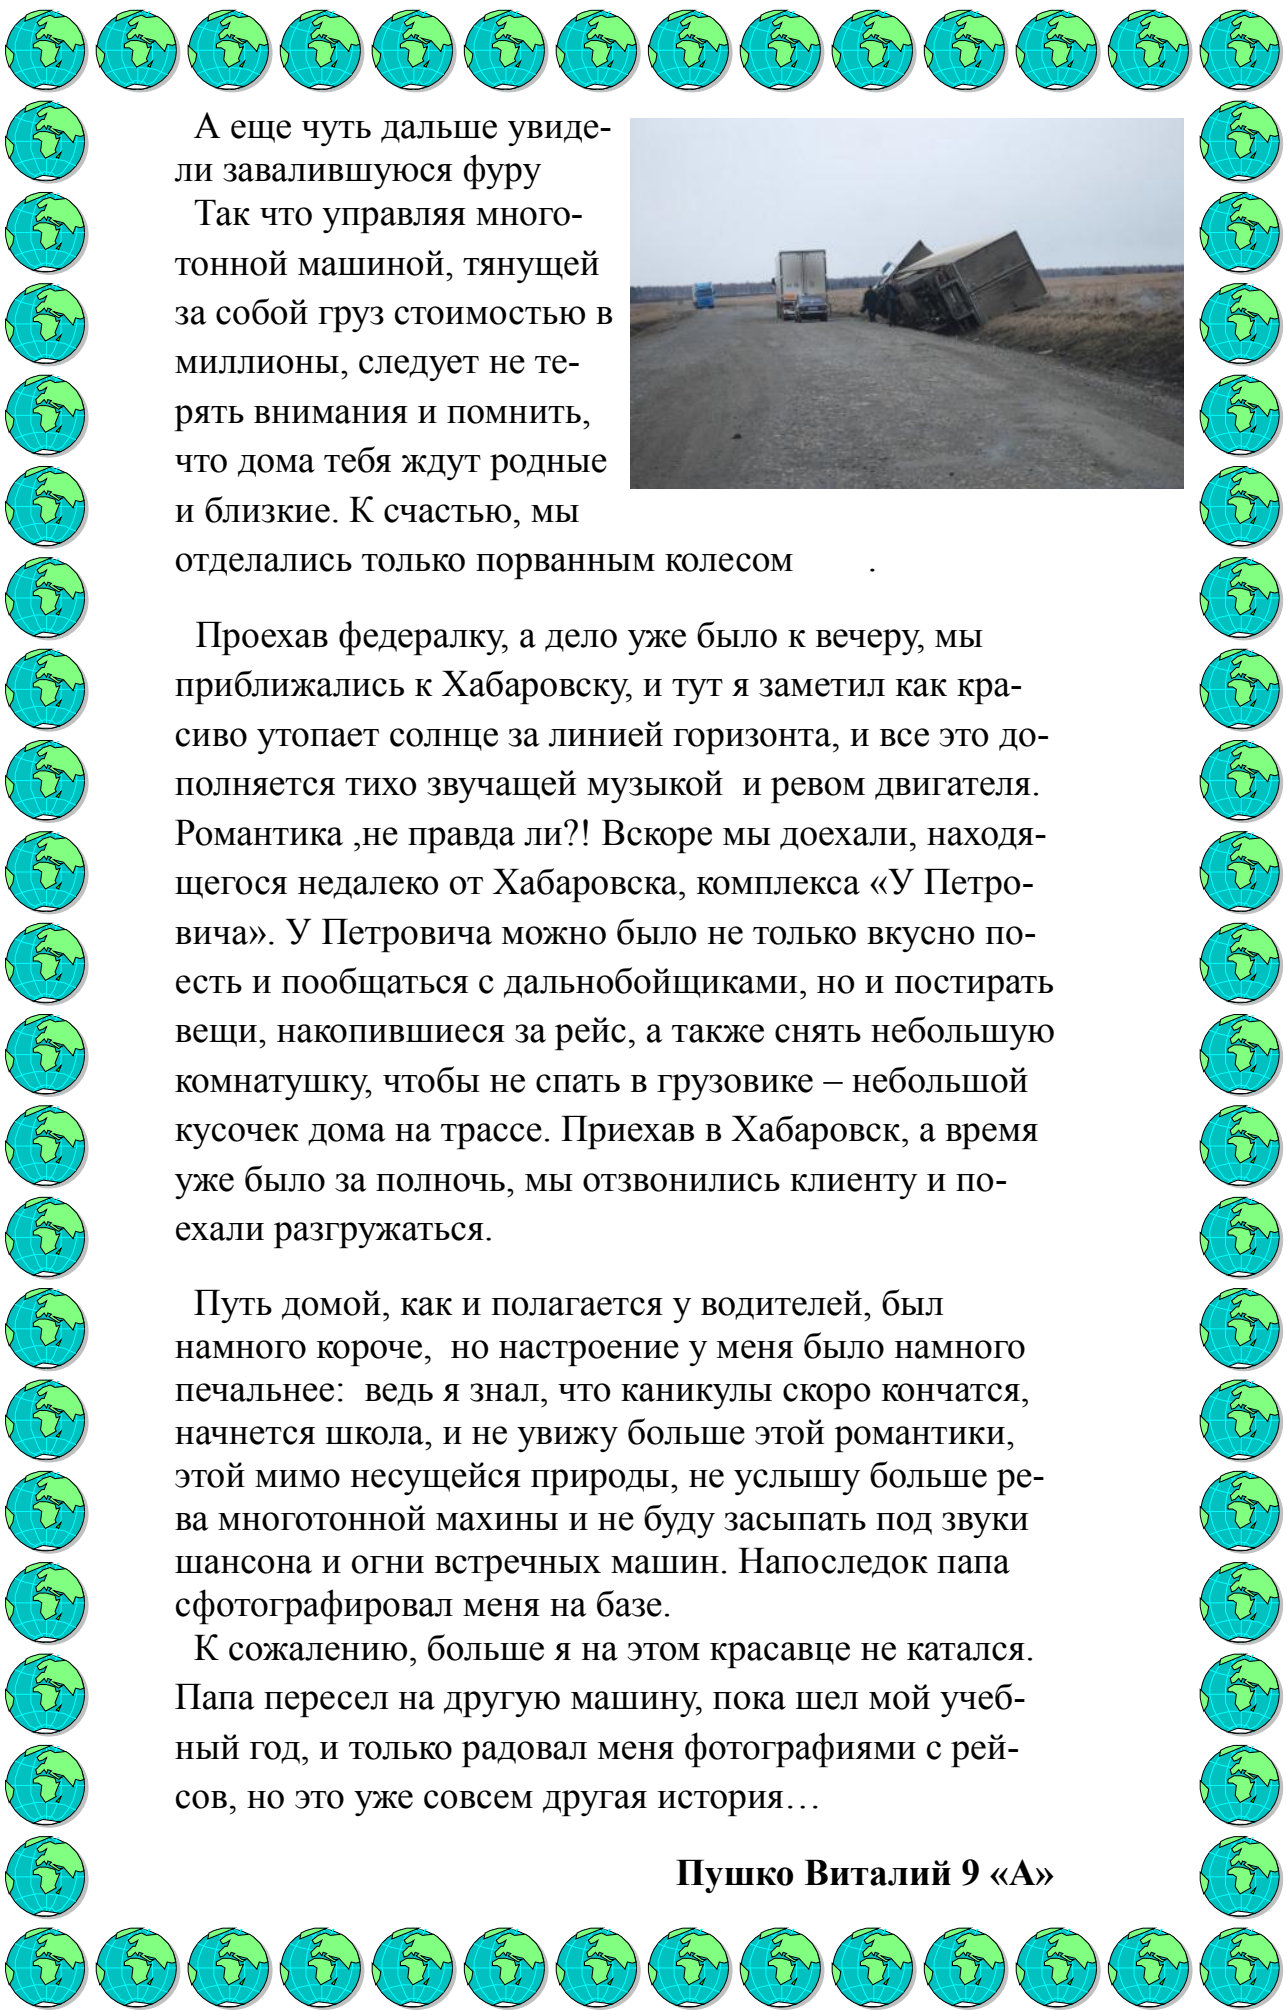 А еще чуть дальше увиде-
ли завалившуюся фуру
Так что управляя много-
тонной машиной, тянущей
за собой груз стоимостью в
миллионы, следует не те-
рять внимания и помнить,
что дома тебя ждут родные
и близкие. К счастью, мы
отделались только порванным колесом .
Проехав федералку, а дело уже было к вечеру, мы
приближались к Хабаровску, и тут я заметил как кра-
сиво утопает солнце за линией горизонта, и все это до-
полняется тихо звучащей музыкой  и ревом двигателя.
Романтика ,не правда ли?! Вскоре мы доехали, находя-
щегося недалеко от Хабаровска, комплекса «У Петро-
вича». У Петровича можно было не только вкусно по-
есть и пообщаться с дальнобойщиками, но и постирать
вещи, накопившиеся за рейс, а также снять небольшую
комнатушку, чтобы не спать в грузовике – небольшой
кусочек дома на трассе. Приехав в Хабаровск, а время
уже было за полночь, мы отзвонились клиенту и по-
ехали разгружаться.
Путь домой, как и полагается у водителей, был
намного короче,  но настроение у меня было намного
печальнее:  ведь я знал, что каникулы скоро кончатся,
начнется школа, и не увижу больше этой романтики,
этой мимо несущейся природы, не услышу больше ре-
ва многотонной махины и не буду засыпать под звуки
шансона и огни встречных машин. Напоследок папа
сфотографировал меня на базе.
К сожалению, больше я на этом красавце не катался.
Папа пересел на другую машину, пока шел мой учеб-
ный год, и только радовал меня фотографиями с рей-
сов, но это уже совсем другая история…
Пушко Виталий 9 «А»